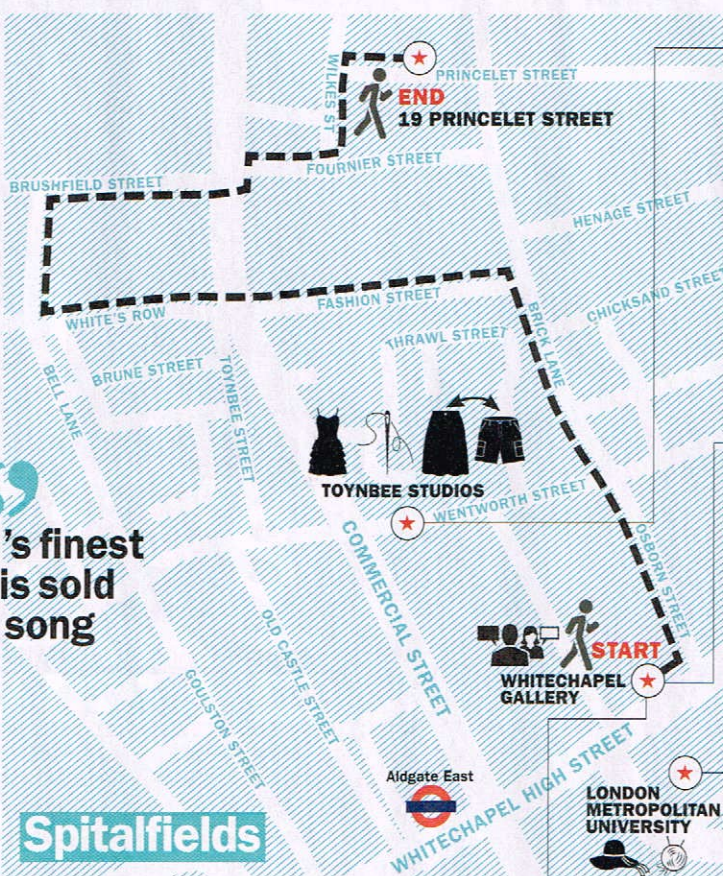 WILKES ST
PRINCELET STREET
END
19 PRINCELET STREET
FOURNIER STREET
BRUSHFIELD STREET
HENAGE STREET
FASHION STREET
WHITE'S ROW
CHICKSAND STREET
BRICK LANE
THRAWL STREET
BRUNE STREET
BELL LANE
TOYNBEE STREET
TOYNBEE STUDIOS
WENTWORTH STREET
’s finest
is sold
song
COMMERCIAL STREET
OSBORN STREET
OLD CASTLE STREET
GOULSTON STREET
START
WHITECHAPEL
GALLERY
WHITECHAPEL HIGH STREET
Aldgate East
LONDON
METROPOLITAN
UNIVERSITY
Spitalfields